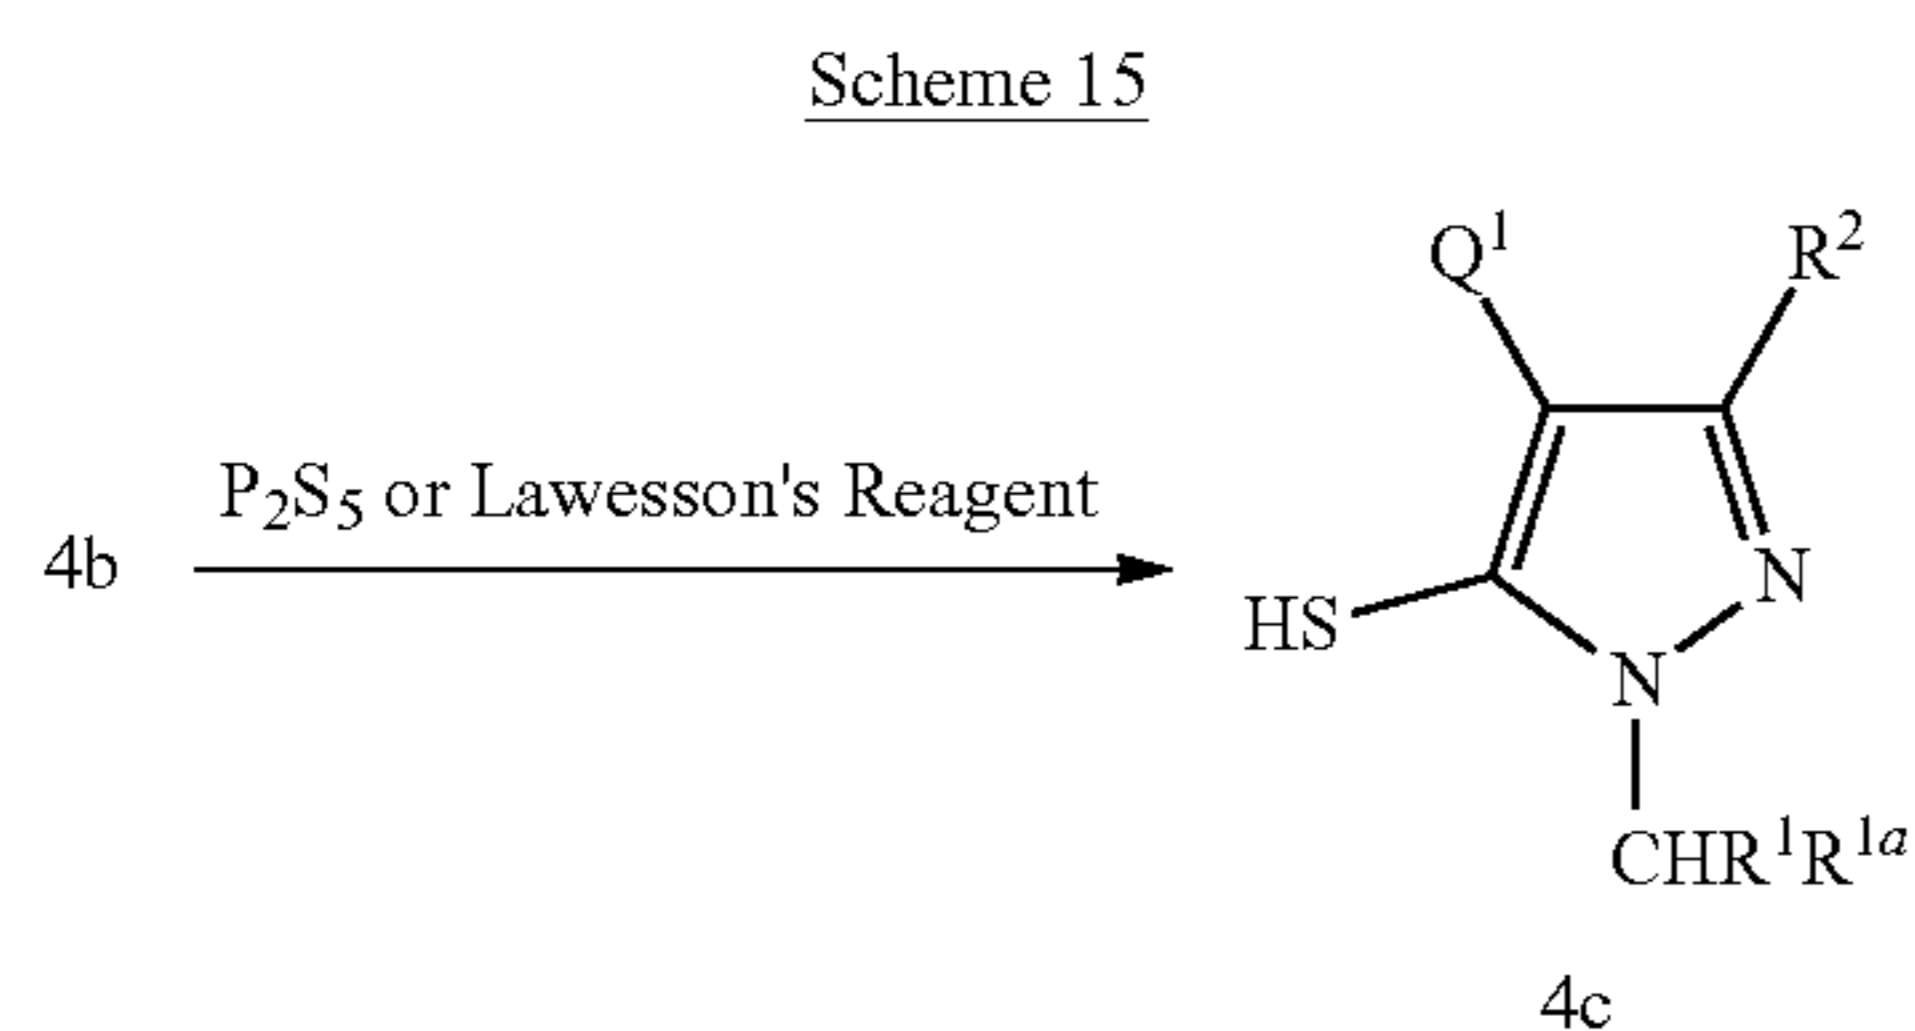 Scheme 15
Q¹ R²
P₂S₅ or Lawesson's Reagent
4b
HS N
N
CHR¹R¹ᵃ
4c